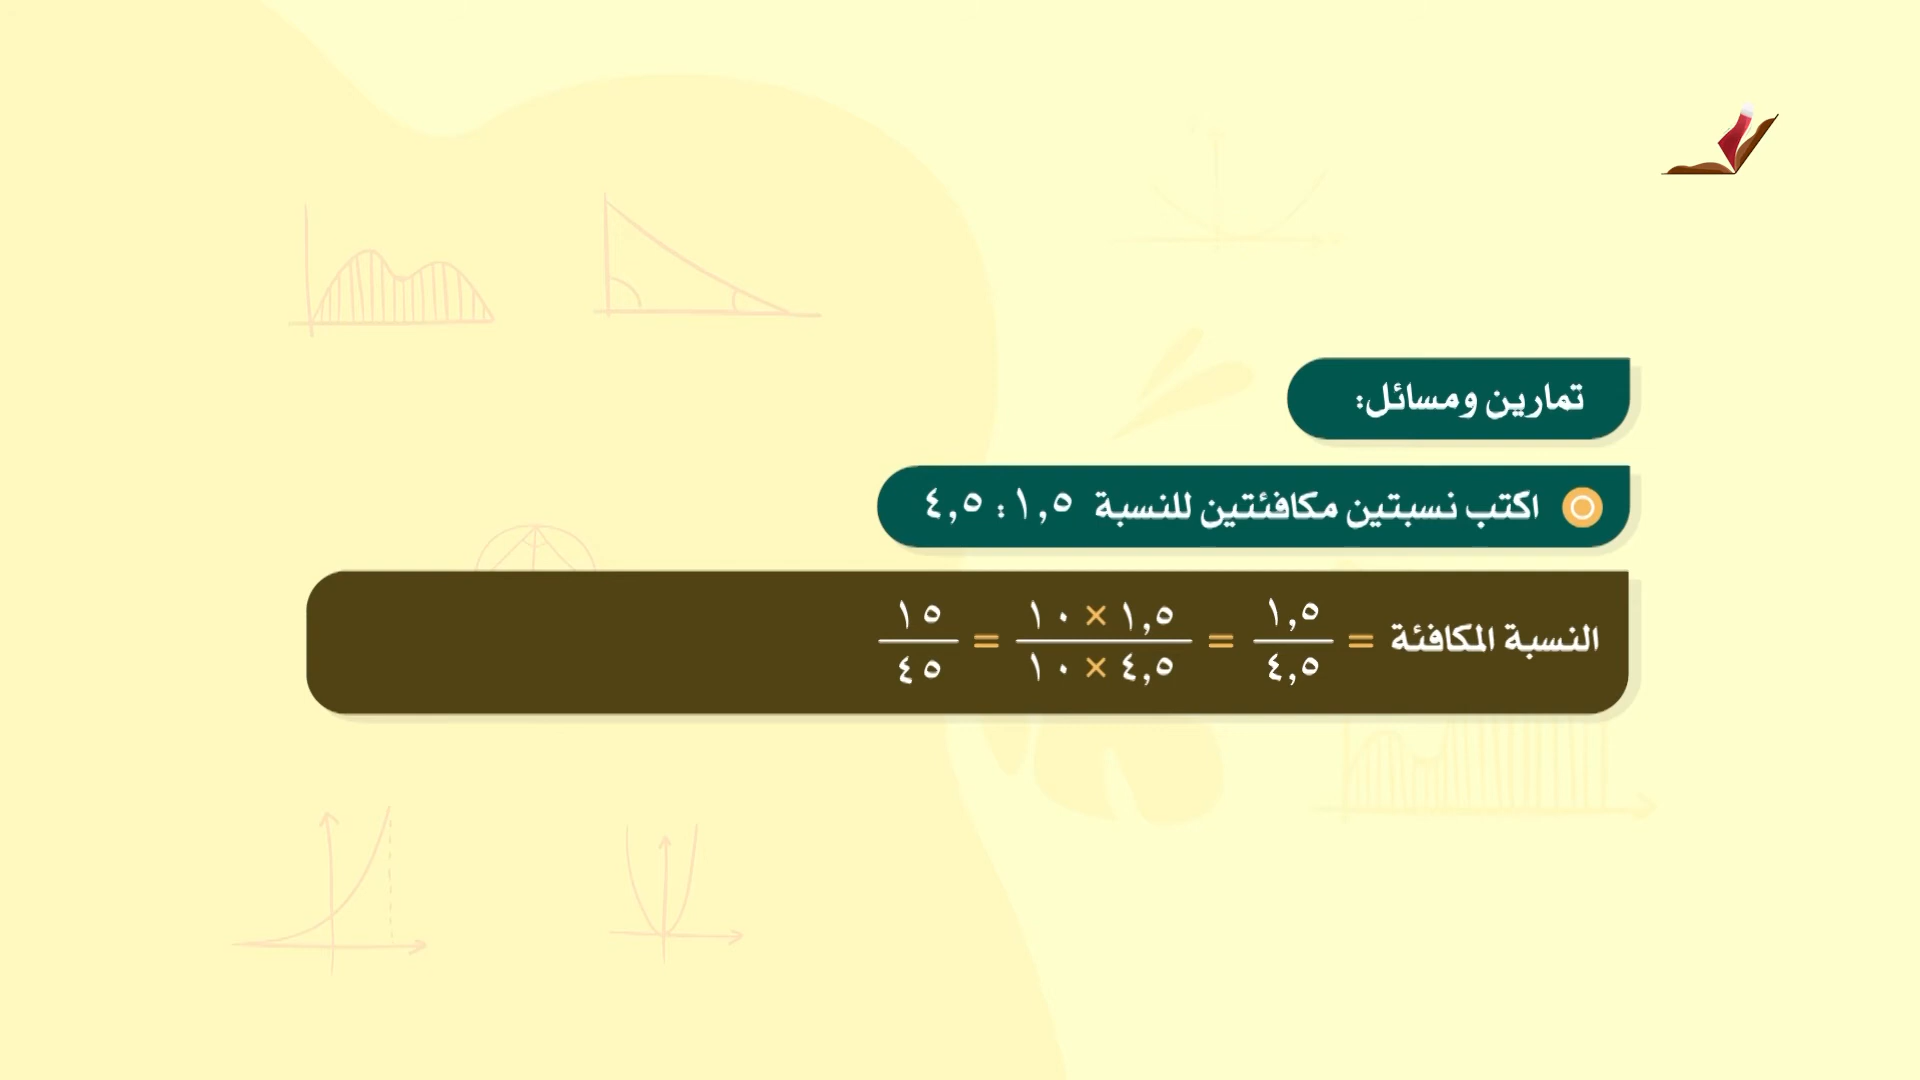 تمارين ومسائل:
اكتب نسبتين مكافئتين للنسبة ١,٥ : ٤,٥
النسبة المكافئة = ١,٥/٤,٥ = ١,٥ × ١٠/٤,٥ × ١٠ = ١٥/٤٥